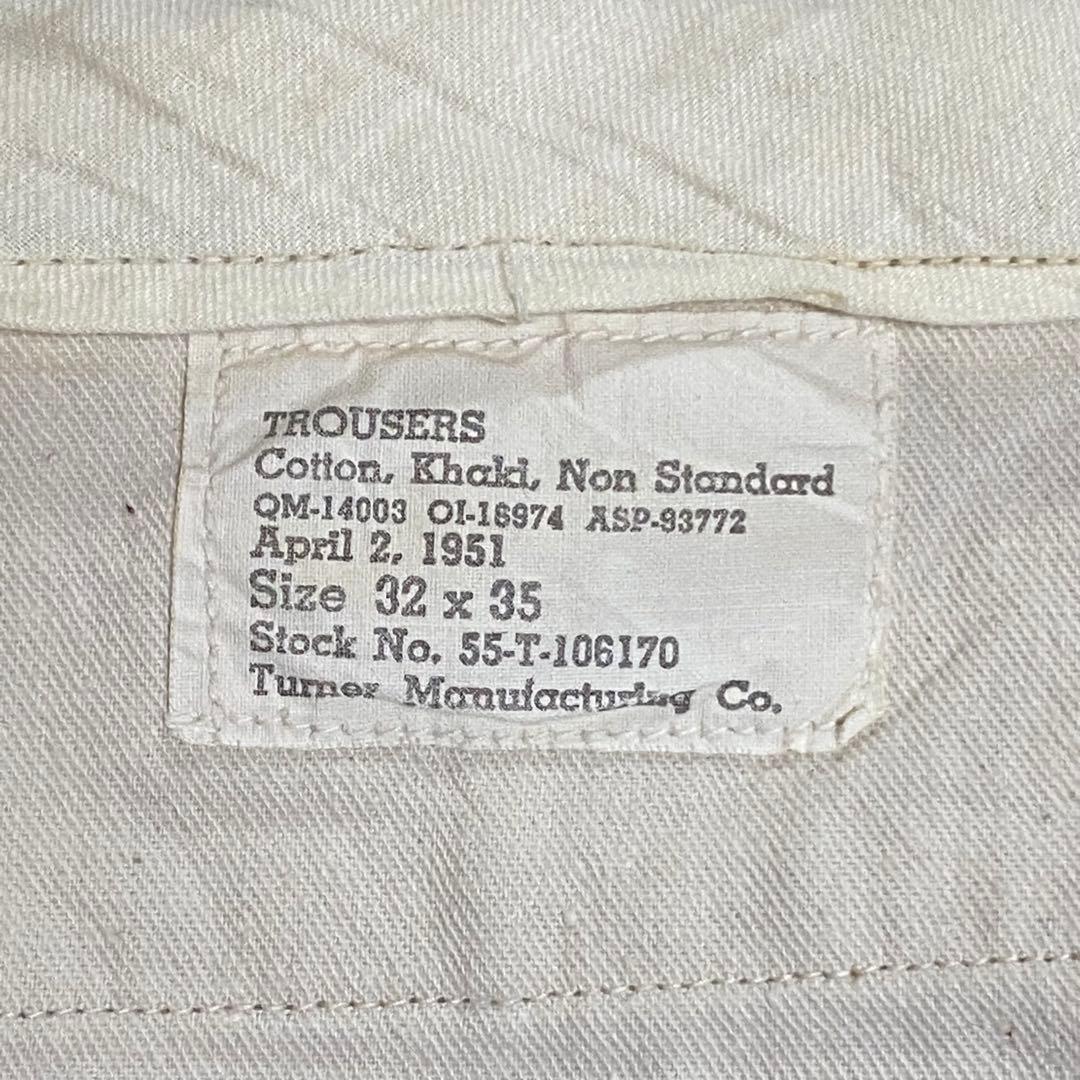 TROUSERS
Cotton, Khaki, Non Standard
QM-14003 OI-16974 ASP-93772
April 2, 1951
Size 32 x 35
Stock No. 55-T-106170
Turner Manufacturing Co.